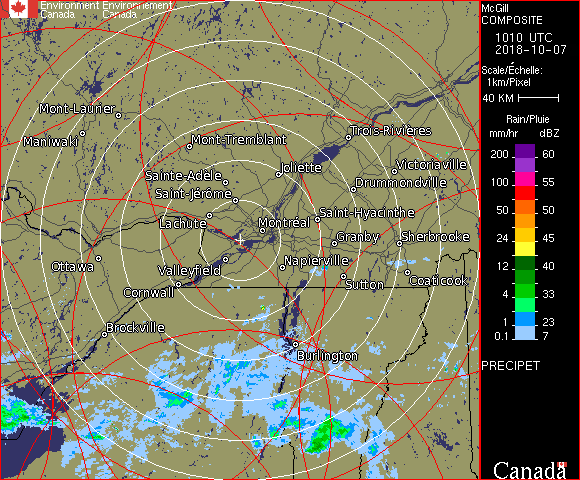 Environment Environnement
Canada Canada
McGill
COMPOSITE
1010 UTC
2018-10-07
Scale/Échelle:
1km/Pixel
40 KM
Rain/Pluie
mm/hr dBZ
200 60
100 55
50 50
24 45
12 40
4 33
1 23
0.1 7
PRECIPET
Canada
Mont-Laurier
Maniwaki
Mont-Tremblant
Trois-Rivières
Sainte-Adèle
Joliette
Victoriaville
Saint-Jérôme
Drummondville
Lachute
Montréal
Saint-Hyacinthe
Granby
Sherbrooke
Ottawa
Valleyfield
Napierville
Cornwall
Sutton
Coaticook
Brockville
Burlington